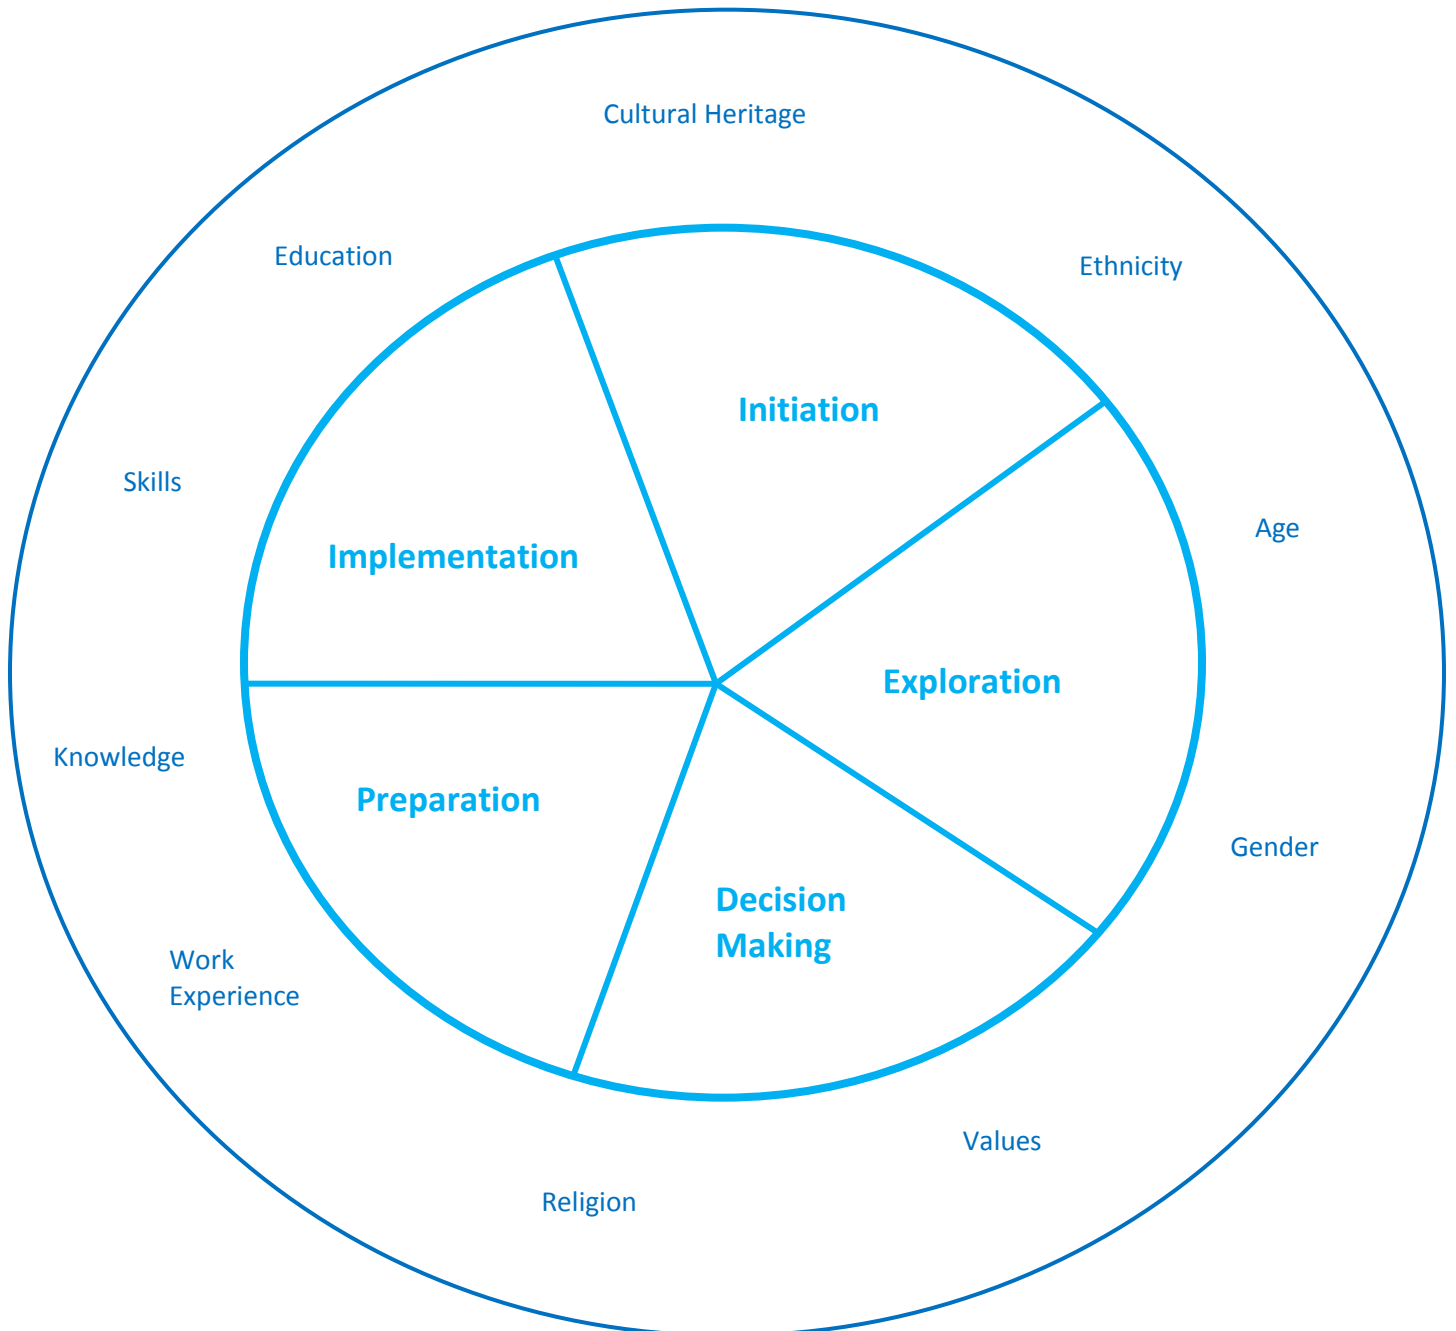 Cultural Heritage
Education
Ethnicity
Initiation
Skills
Age
Implementation
Exploration
Knowledge
Preparation
Gender
Decision
Making
Work
Experience
Values
Religion